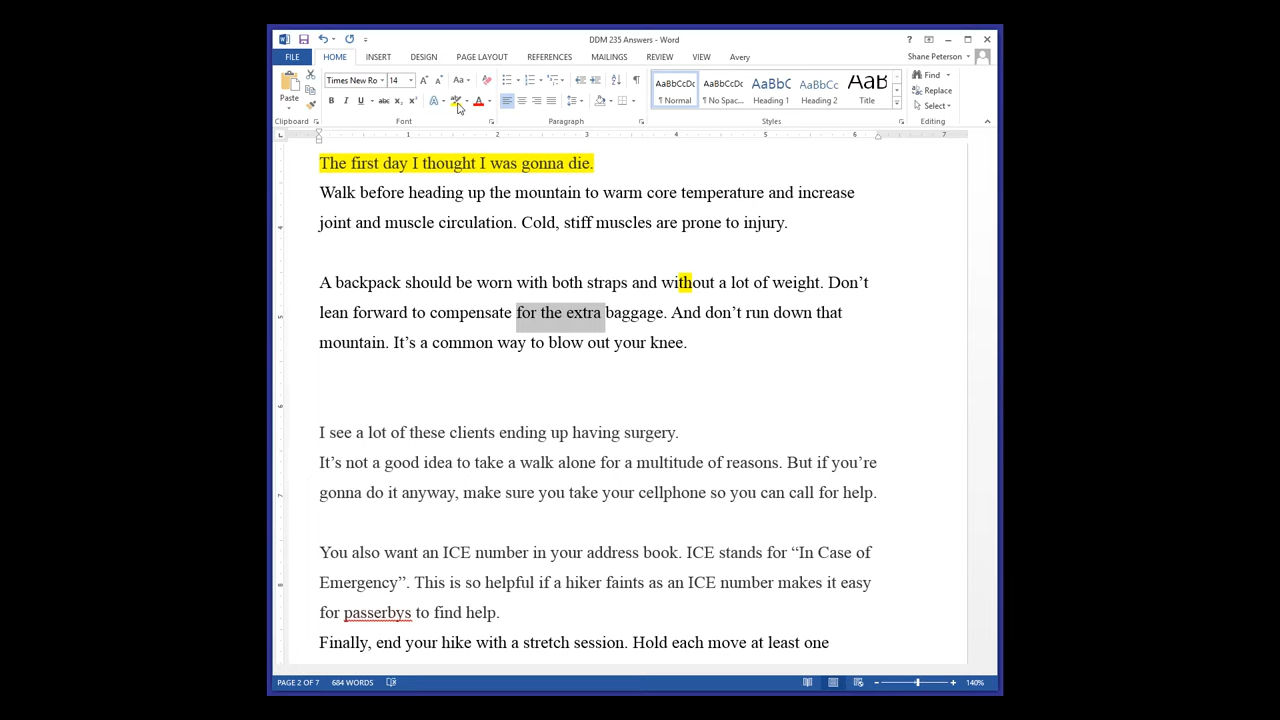 DDM 235 Answers - Word
FILE HOME INSERT DESIGN PAGE LAYOUT REFERENCES MAILINGS REVIEW VIEW Avery Shane Peterson
Paste Times New Ro 14 Aa AaBbCcDc AaBbCcDc AaBbC AaBbCc AaB Find
B I U abc ¶ Normal ¶ No Spac... Heading 1 Heading 2 Title Replace
Select
Clipboard Font Paragraph Styles Editing
1 2 3 4 5 6 7
The first day I thought I was gonna die.
Walk before heading up the mountain to warm core temperature and increase
joint and muscle circulation. Cold, stiff muscles are prone to injury.
A backpack should be worn with both straps and without a lot of weight. Don’t
lean forward to compensate for the extra baggage. And don’t run down that
mountain. It’s a common way to blow out your knee.
I see a lot of these clients ending up having surgery.
It’s not a good idea to take a walk alone for a multitude of reasons. But if you’re
gonna do it anyway, make sure you take your cellphone so you can call for help.
You also want an ICE number in your address book. ICE stands for “In Case of
Emergency”. This is so helpful if a hiker faints as an ICE number makes it easy
for passerbys to find help.
Finally, end your hike with a stretch session. Hold each move at least one
PAGE 2 OF 7 684 WORDS 140%